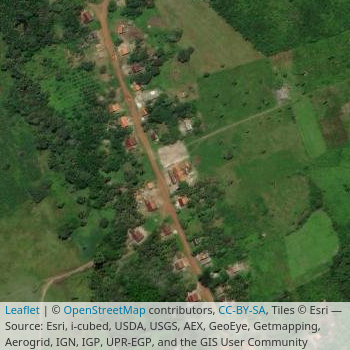 Leaflet | © OpenStreetMap contributors, CC-BY-SA, Tiles © Esri —
Source: Esri, i-cubed, USDA, USGS, AEX, GeoEye, Getmapping,
Aerogrid, IGN, IGP, UPR-EGP, and the GIS User Community